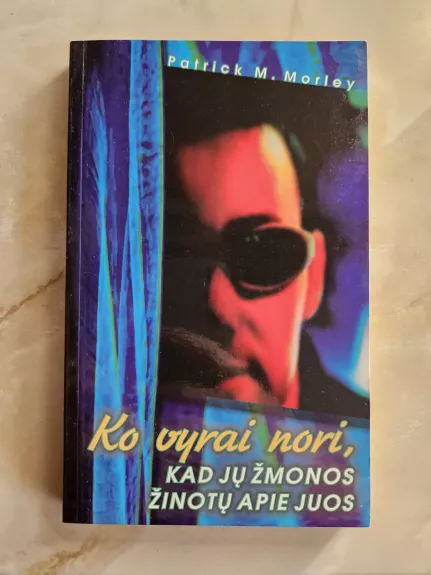 Patrick M. Morley
Ko vyrai nori,
KAD JŲ ŽMONOS
ŽINOTŲ APIE JUOS